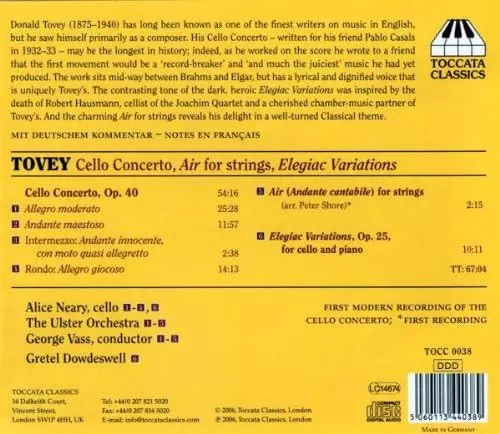 Donald Tovey (1875–1940) has long been known as one of the finest writers on music in English,
but he saw himself primarily as a composer. His Cello Concerto – written for his friend Pablo Casals
in 1932–33 – may be the longest in history; indeed, as he worked on the score he wrote to a friend
that the first movement would be a 'record-breaker' and 'and much the juiciest' music he had yet
produced. The work sits mid-way between Brahms and Elgar, but has a lyrical and dignified voice that
is uniquely Tovey's. The contrasting tone of the dark, heroic Elegiac Variations was inspired by the
death of Robert Hausmann, cellist of the Joachim Quartet and a cherished chamber-music partner of
Tovey's. And the charming Air for strings reveals his delight in a well-turned Classical theme.
TOCCATA
CLASSICS
MIT DEUTSCHEM KOMMENTAR ~ NOTES EN FRANÇAIS
TOVEY Cello Concerto, Air for strings, Elegiac Variations
Cello Concerto, Op. 40 54:16
1 Allegro moderato 25:28
2 Andante maestoso 11:57
3 Intermezzo: Andante innocente,
con moto quasi allegretto 2:38
4 Rondo: Allegro giocoso 14:13
5 Air (Andante cantabile) for strings
(arr. Peter Shore)* 2:15
6 Elegiac Variations, Op. 25,
for cello and piano 10:11
TT: 67:04
Alice Neary, cello 1-4, 6
The Ulster Orchestra 1-5
George Vass, conductor 1-5
Gretel Dowdeswell 6
FIRST MODERN RECORDING OF THE
CELLO CONCERTO; *FIRST RECORDING
TOCC 0038
DDD
TOCCATA CLASSICS
16 Dalkeith Court,
Vincent Street,
London SW1P 4HH, UK
Tel: +44/0 207 821 5020
Fax: +44/0 207 834 5020
E-mail: info@toccataclassics.com
℗ 2006, Toccata Classics, London
© 2006, Toccata Classics, London
LC14674
COMPACT
disc
DIGITAL AUDIO
5 060113 440389
MADE IN GERMANY